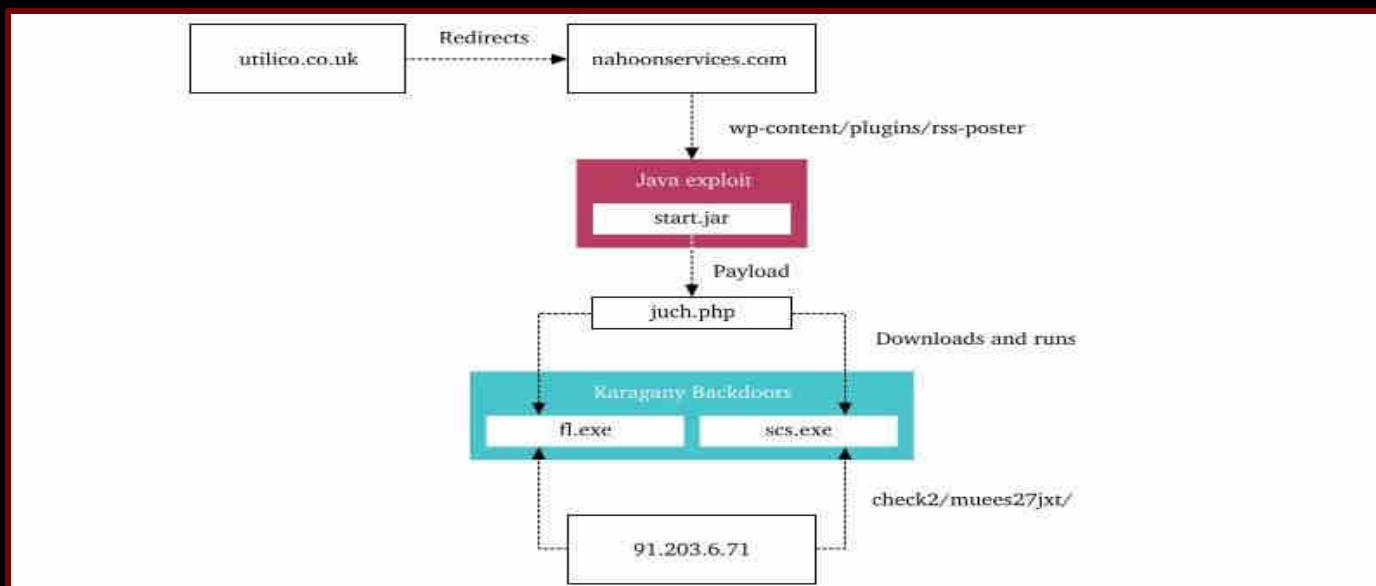 utilico.co.uk
Redirects
nahoonservices.com
wp-content/plugins/rss-poster
Java exploit
start.jar
Payload
juch.php
Downloads and runs
Karagany Backdoors
fl.exe
scs.exe
check2/muees27jxt/
91.203.6.71